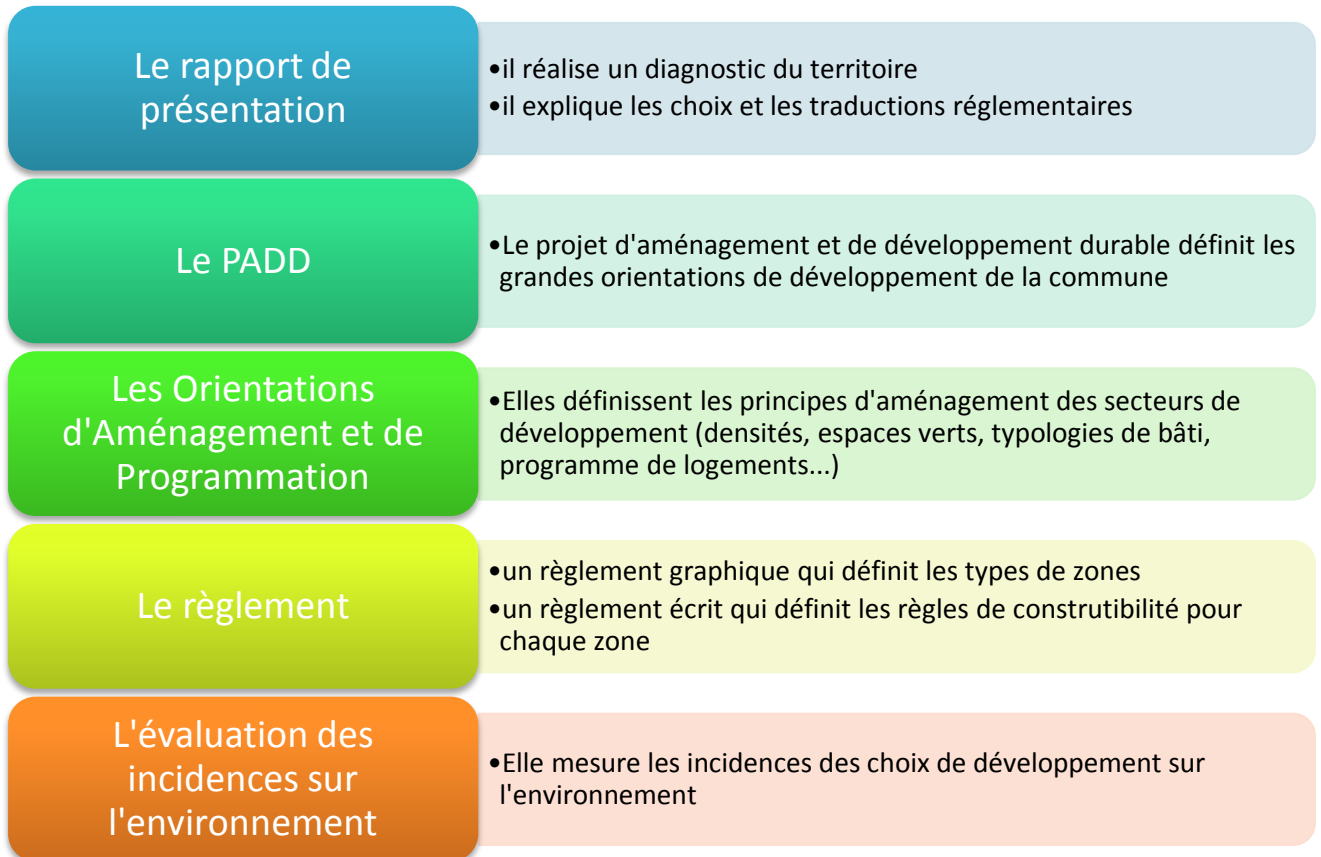 Le rapport de
présentation
•il réalise un diagnostic du territoire
•il explique les choix et les traductions réglementaires
Le PADD
•Le projet d'aménagement et de développement durable définit les
grandes orientations de développement de la commune
Les Orientations
d'Aménagement et de
Programmation
•Elles définissent les principes d'aménagement des secteurs de
développement (densités, espaces verts, typologies de bâti,
programme de logements...)
Le règlement
•un règlement graphique qui définit les types de zones
•un règlement écrit qui définit les règles de construtibilité pour
chaque zone
L'évaluation des
incidences sur
l'environnement
•Elle mesure les incidences des choix de développement sur
l'environnement